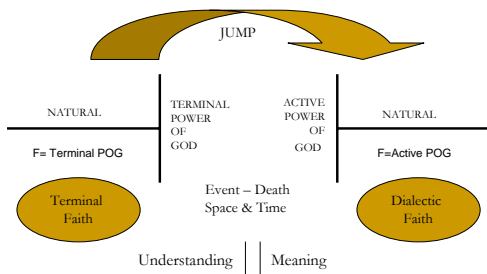 JUMP
NATURAL
TERMINAL
POWER
OF
GOD
ACTIVE
POWER
OF
GOD
NATURAL
F= Terminal POG
F=Active POG
Terminal
Faith
Event – Death
Space & Time
Dialectic
Faith
Understanding
Meaning